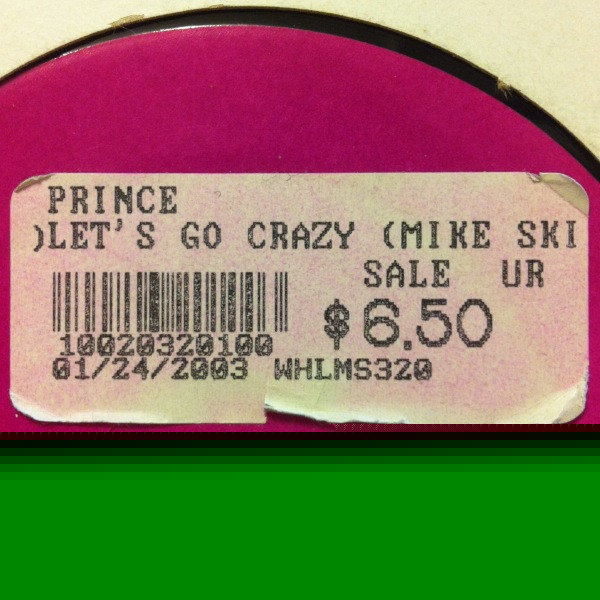 PRINCE
)LET'S GO CRAZY (MIKE SKI
SALE UR
$6.50
10020320100
01/24/2003 WHLMS320